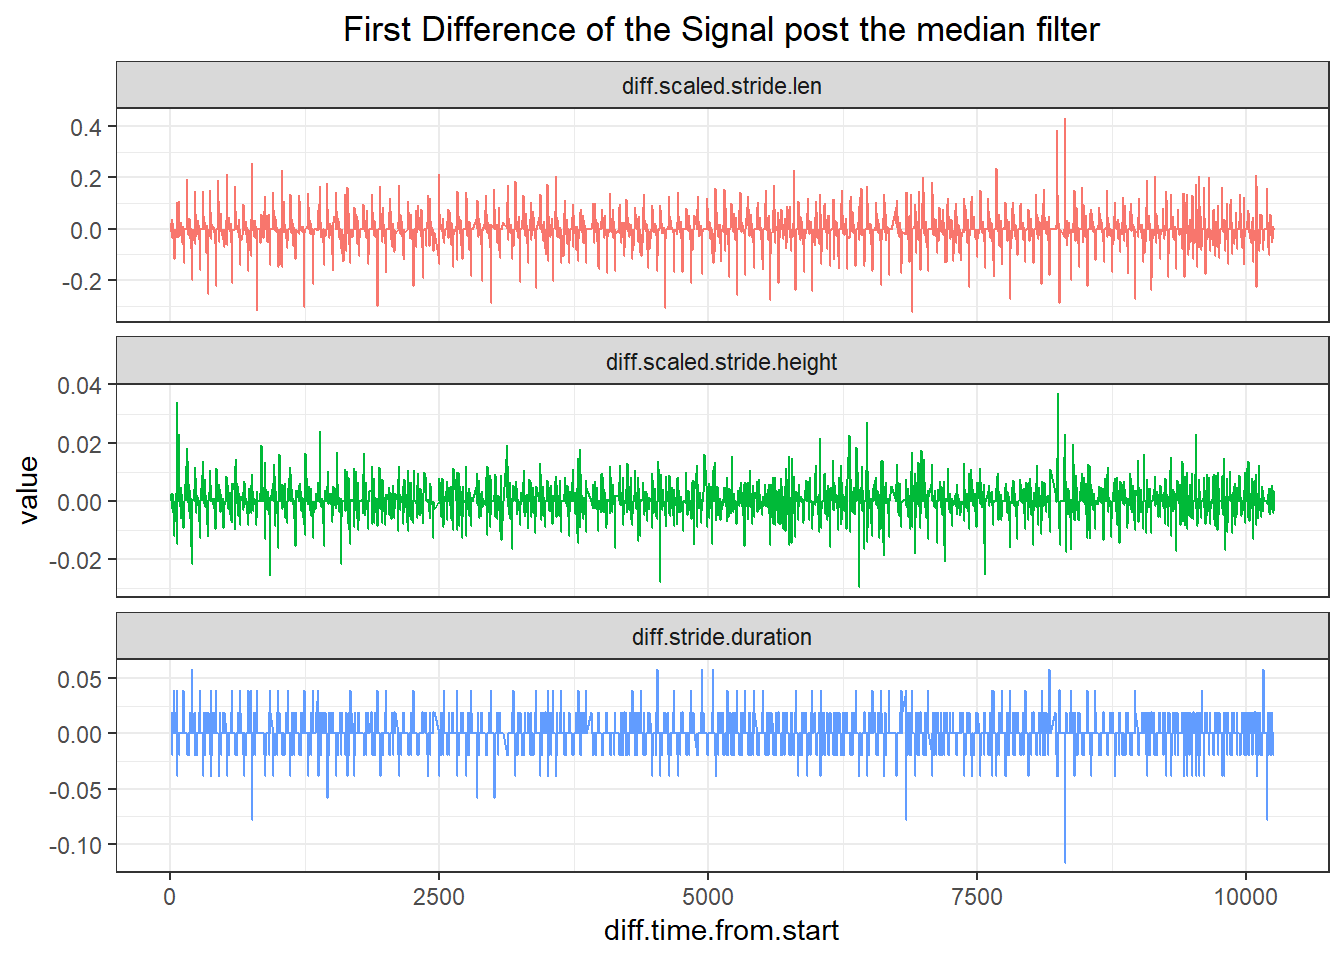 First Difference of the Signal post the median filter
diff.scaled.stride.len
0.4
0.2
0.0
-0.2
diff.scaled.stride.height
0.04
0.02
0.00
-0.02
value
diff.stride.duration
0.05
0.00
-0.05
-0.10
0 2500 5000 7500 10000
diff.time.from.start